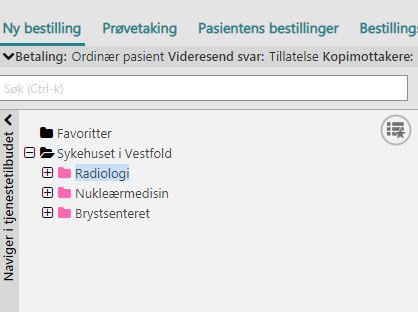 Ny bestilling Prøvetaking Pasientens bestillinger Bestilling
Betaling: Ordinær pasient Videresend svar: Tillatelse Kopimottakere:
Søk (Ctrl-k)
Naviger i tjenestetilbudet
Favoritter
Sykehuset i Vestfold
Radiologi
Nukleærmedisin
Brystsenteret